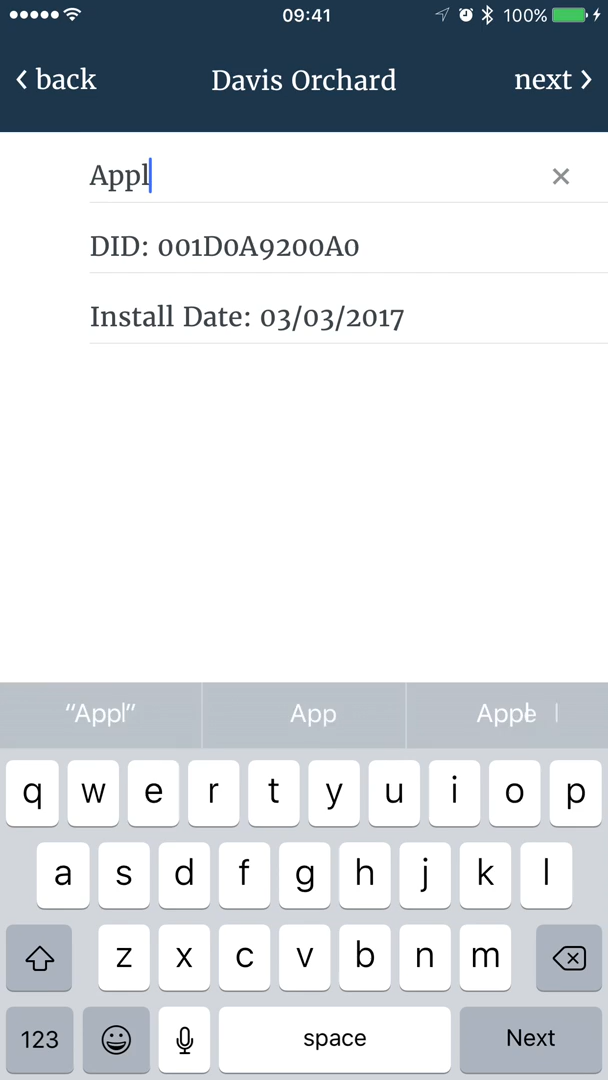 09:41 100%
back Davis Orchard next
Appl
DID: 001D0A9200A0
Install Date: 03/03/2017
“Appl” App
q w e r t y u i o p
a s d f g h j k l
z x c v b n m
123 space Next